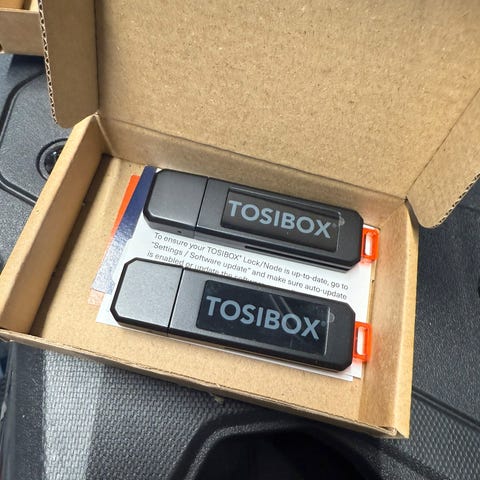 TOSIBOX®
To ensure your TOSIBOX® Lock/Node is up-to-date, go to
"Settings / Software update" and make sure auto-update
is enabled or update the software
TOSIBOX®